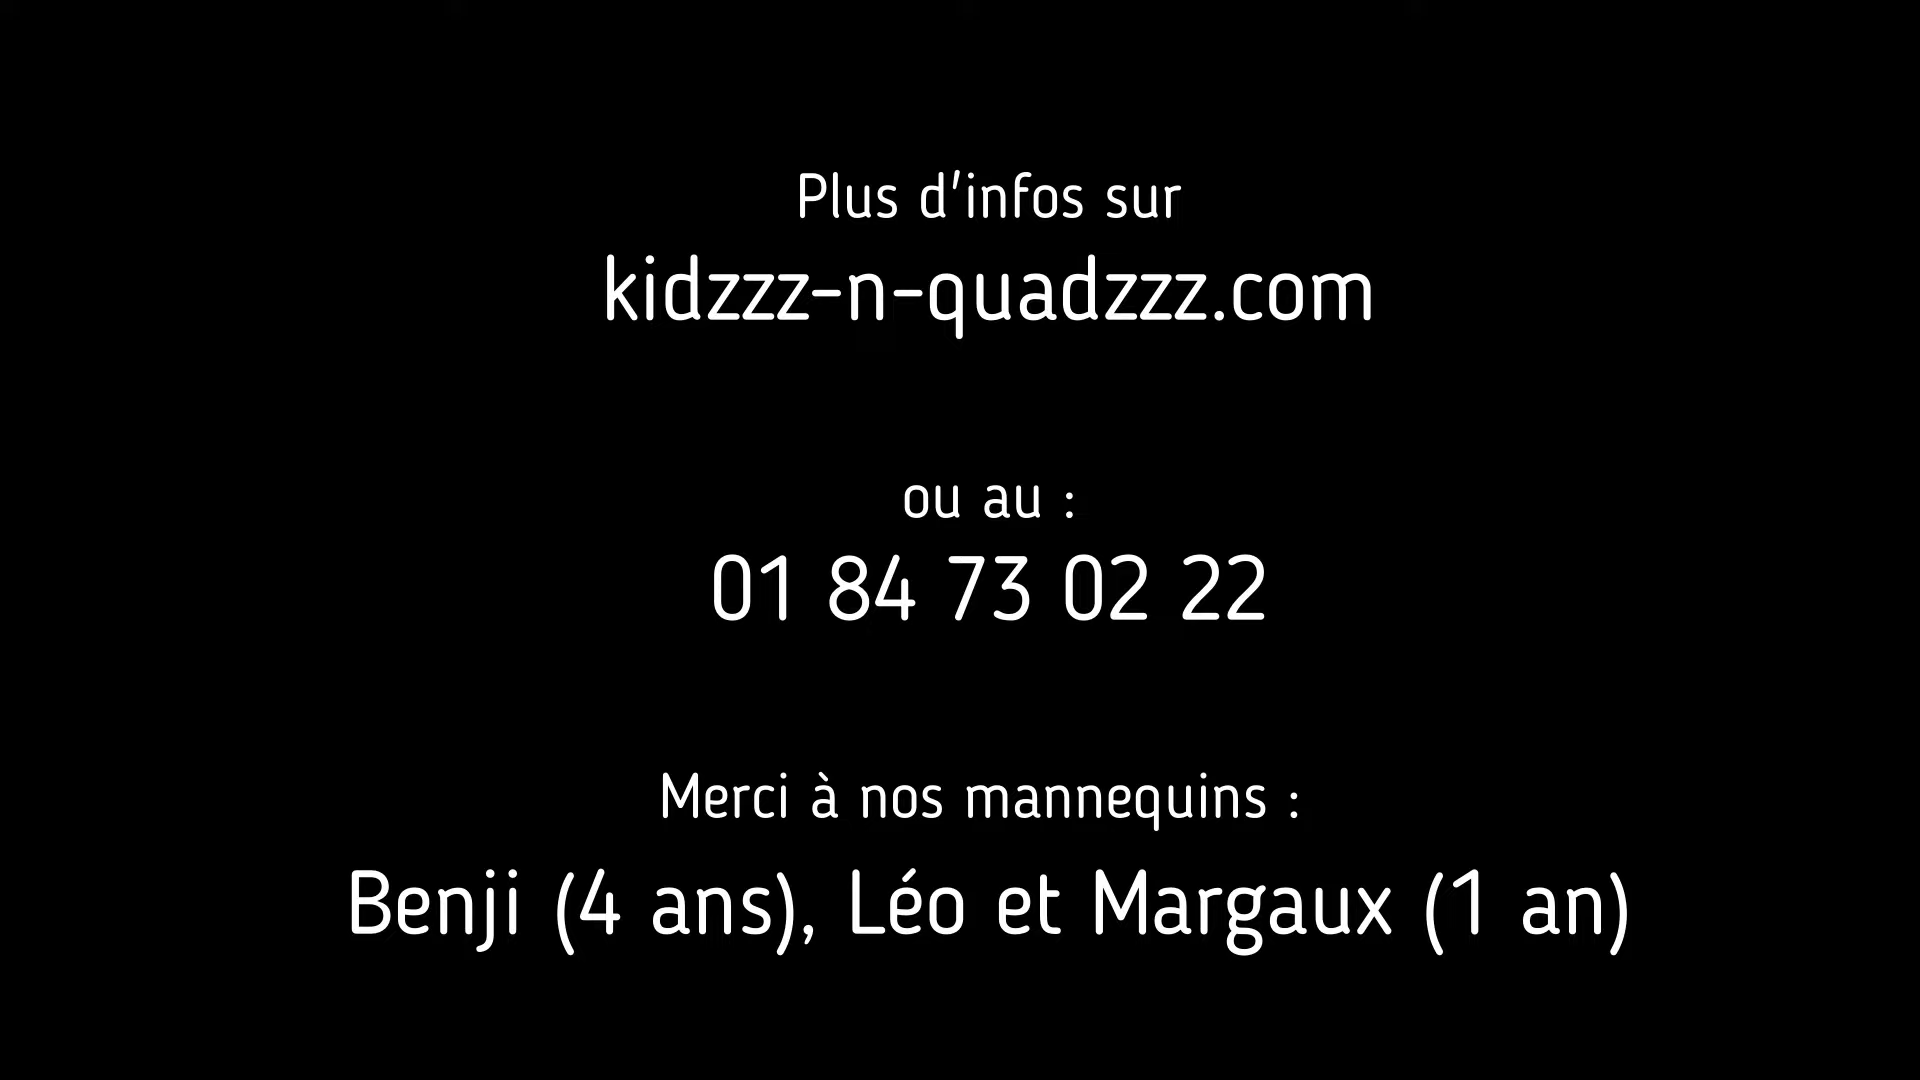 Plus d'infos sur
kidzzz-n-quadzzz.com
ou au :
01 84 73 02 22
Merci à nos mannequins :
Benji (4 ans), Léo et Margaux (1 an)